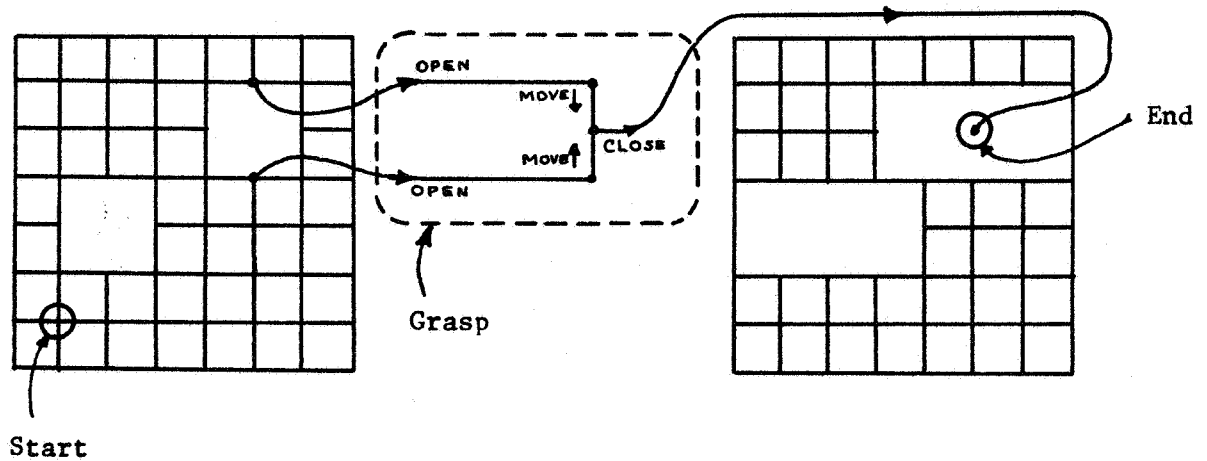 OPEN
MOVE
CLOSE
MOVE
OPEN
End
Grasp
Start